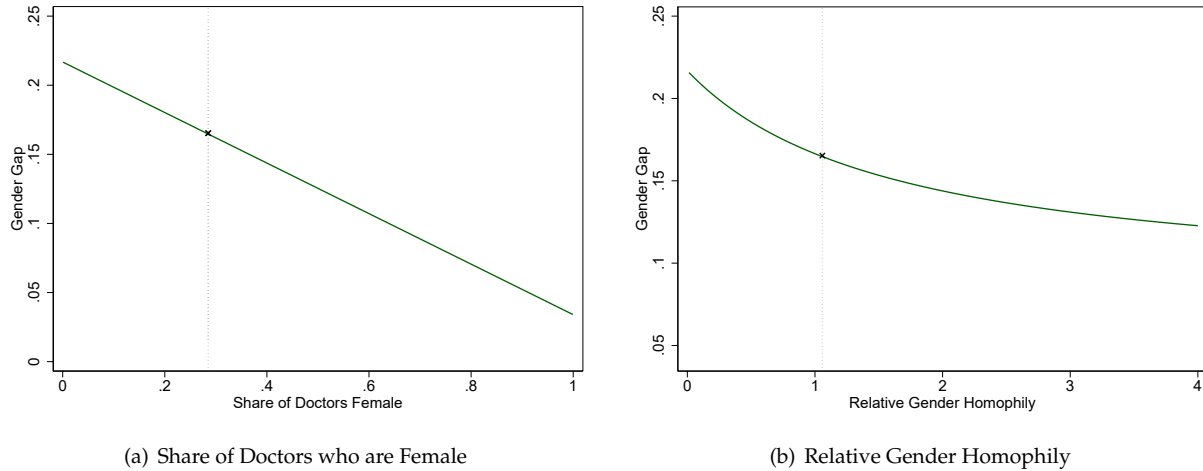 .25
.2
.15
.1
.05
0
Gender Gap
0 .2 .4 .6 .8 1
Share of Doctors Female
(a) Share of Doctors who are Female
.25
.2
.15
.1
.05
Gender Gap
0 1 2 3 4
Relative Gender Homophily
(b) Relative Gender Homophily